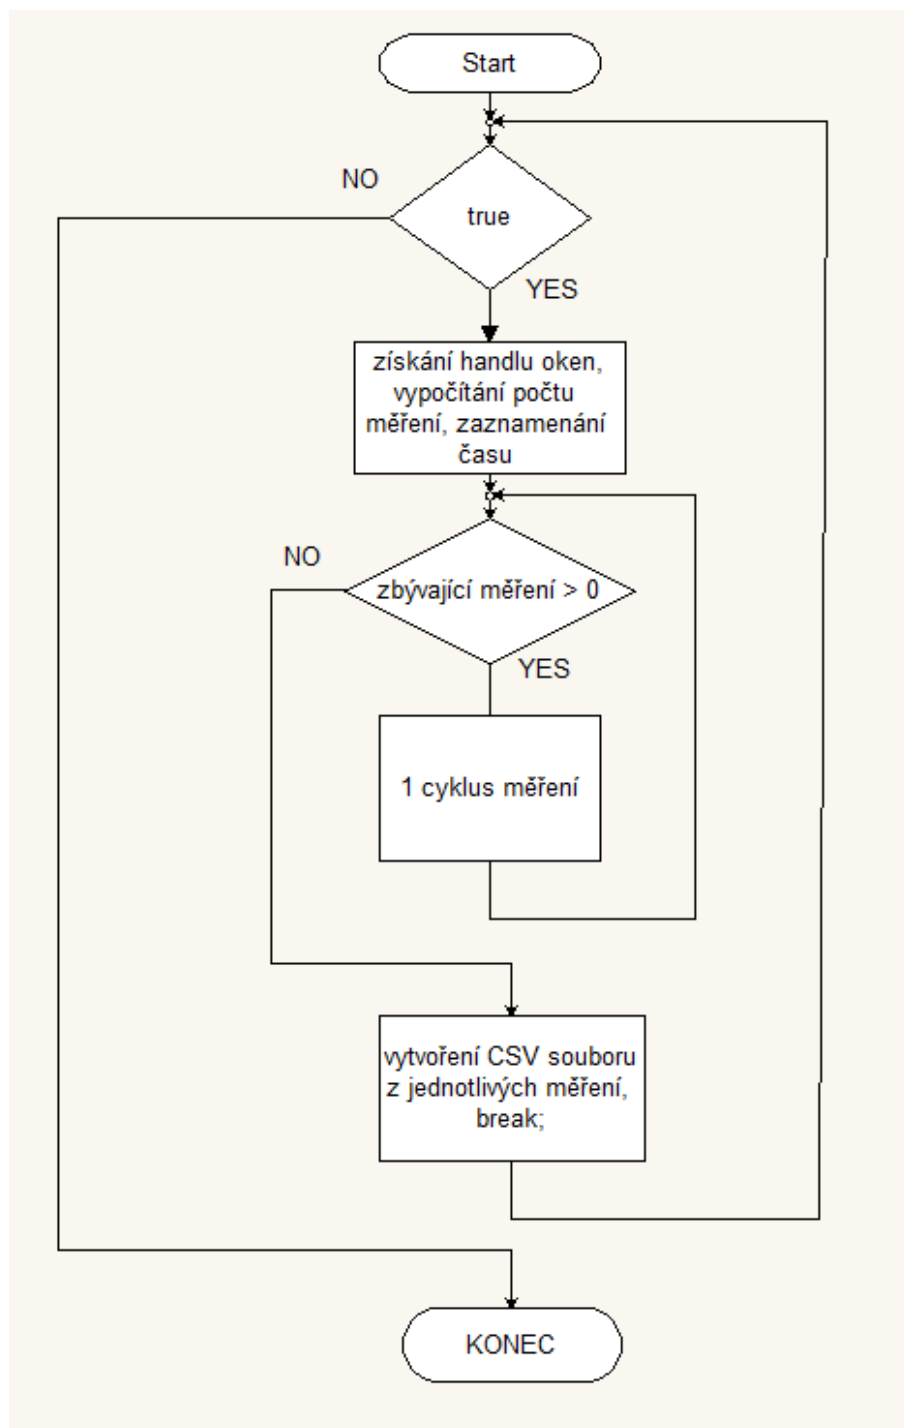 Start
NO
true
YES
získání handlu oken,
vypočítání počtu
měření, zaznamenání
času
NO
zbývající měření > 0
YES
1 cyklus měření
vytvoření CSV souboru
z jednotlivých měření,
break;
KONEC